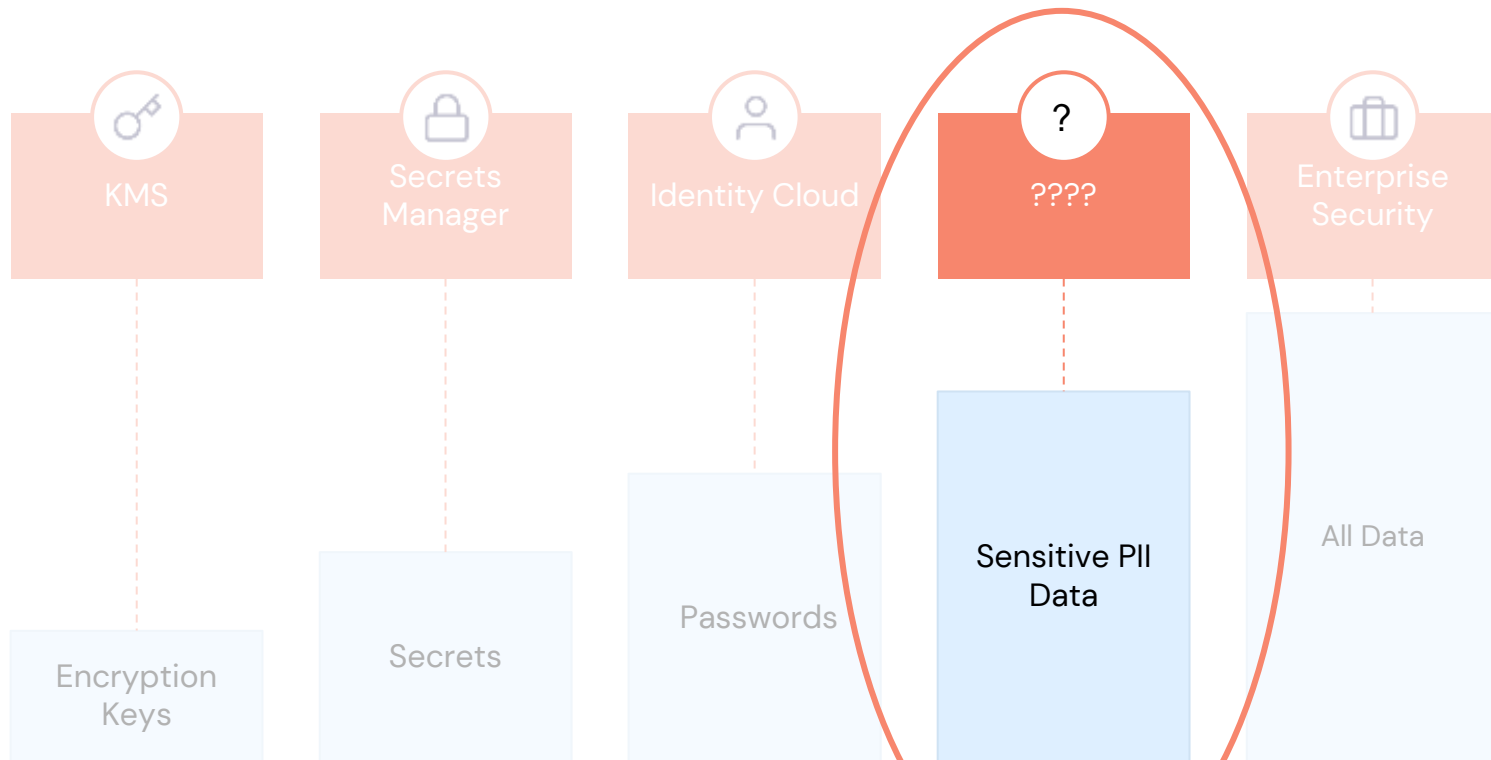 KMS
Secrets
Manager
Identity Cloud
?
????
Enterprise
Security
Encryption
Keys
Secrets
Passwords
Sensitive PII
Data
All Data